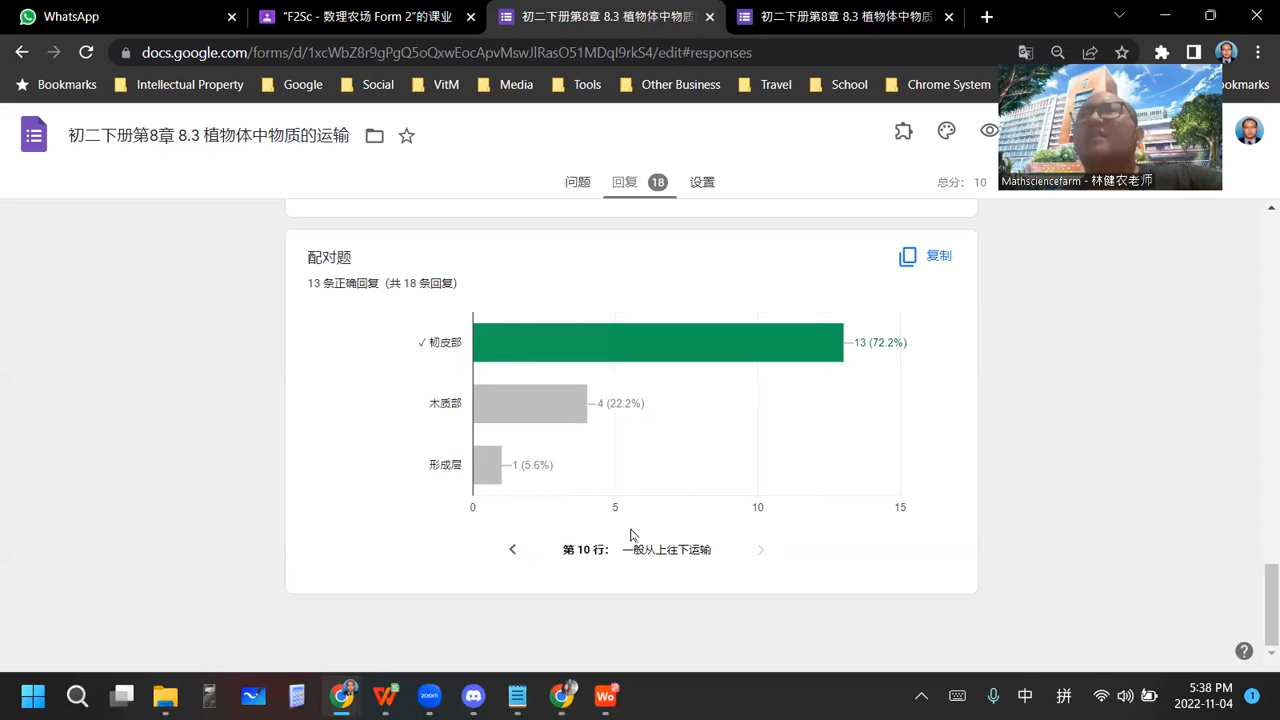 WhatsApp
"F2SC - 数理农场 Form 2”的课业
初二下册第8章 8.3 植物体中物质
初二下册第8章 8.3 植物体中物质
docs.google.com/forms/d/1xcWbZ8r9gPgQ5oQxwEocApvMswJlRasO51MDqI9rkS4/edit#responses
Bookmarks
Intellectual Property
Google
Tools
Other Business
Travel
School
Chrome System
Media
初二下册第8章 8.3 植物体中物质的运输
Mathsciencefarm - 林健农老师
问题
回复 18
设置
总分： 10
配对题
复制
13 条正确回复（共 18 条回复）
✓ 韧皮部
13 (72.2%)
木质部
4 (22.2%)
形成层
1 (5.6%)
0 5 10 15
第 10 行： 一般从上往下运输
zoom
Wo
中
拼
5:38 PM
2022-11-04
1